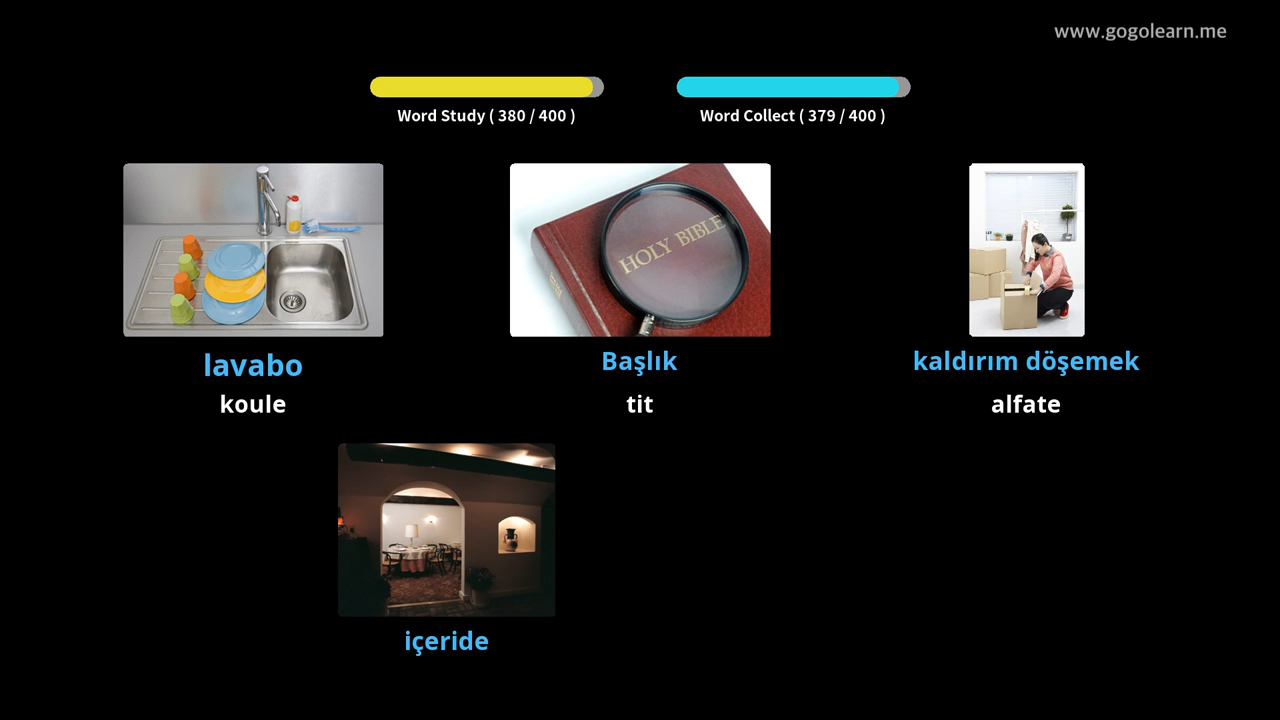 www.gogolearn.me
Word Study ( 380 / 400 )
Word Collect ( 379 / 400 )
HOLY BIBLE
lavabo
Başlık
kaldırım döşemek
koule
tit
alfate
içeride